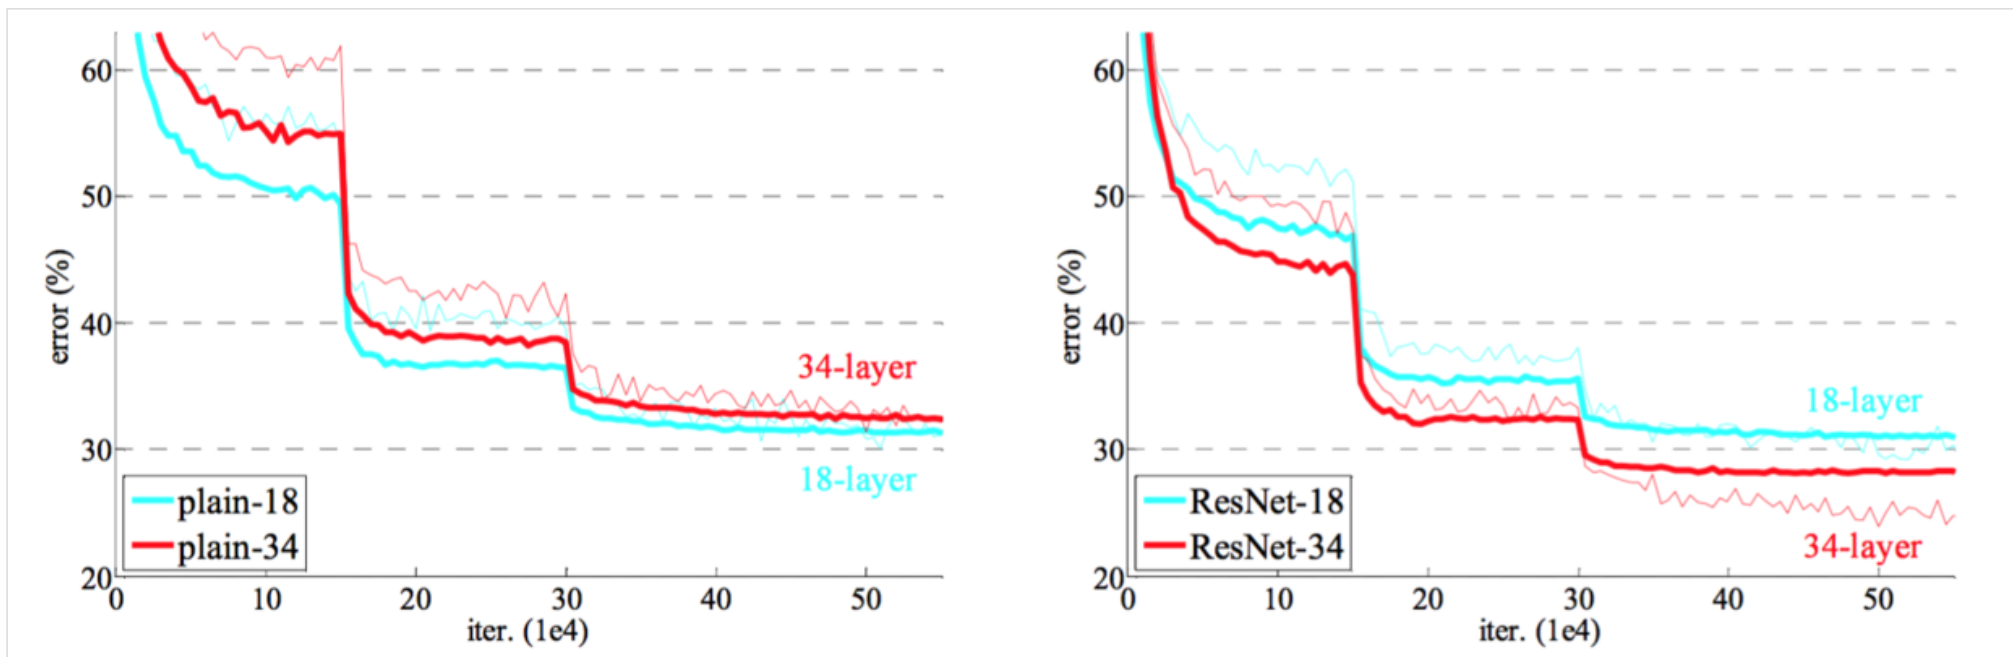 60
50
40
30
20
error (%)
34-layer
18-layer
plain-18
plain-34
0 10 20 30 40 50
iter. (1e4)
60
50
40
30
20
error (%)
18-layer
34-layer
ResNet-18
ResNet-34
0 10 20 30 40 50
iter. (1e4)